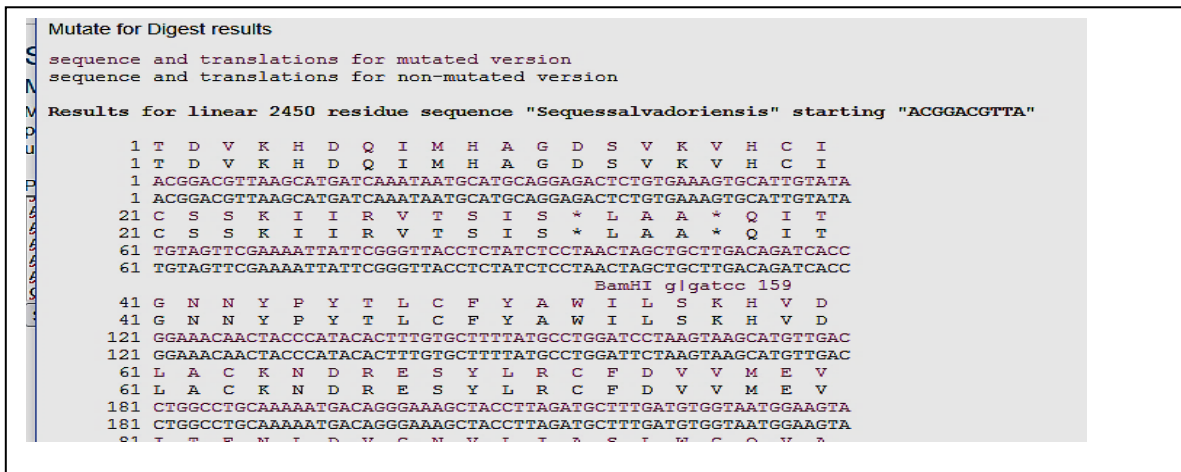 Mutate for Digest results
sequence and translations for mutated version
sequence and translations for non-mutated version
Results for linear 2450 residue sequence "Sequessalvadoriensis" starting "ACGGACGTTA"
1 T D V K H D Q I M H A G D S V K V H C I
1 T D V K H D Q I M H A G D S V K V H C I
1 ACGGACGTTAAGCATGATCAAATAATGCATGCAGGAGACTCTGTGAAAGTGCATTGTATA
1 ACGGACGTTAAGCATGATCAAATAATGCATGCAGGAGACTCTGTGAAAGTGCATTGTATA
21 C S S K I I R V T S I S * L A A * Q I T
21 C S S K I I R V T S I S * L A A * Q I T
61 TGTAGTTCGAAAATTATTCGGGTTACCTCTATCTCCTAACTAGCTGCTTGACAGATCACC
61 TGTAGTTCGAAAATTATTCGGGTTACCTCTATCTCCTAACTAGCTGCTTGACAGATCACC
BamHI g|gatcc 159
41 G N N Y P Y T L C F Y A W I L S K H V D
41 G N N Y P Y T L C F Y A W I L S K H V D
121 GGAAACAACTACCCATACACTTTGTGCTTTTATGCCTGGATCCTAAGTAAGCATGTTGAC
121 GGAAACAACTACCCATACACTTTGTGCTTTTATGCCTGGATTCTAAGTAAGCATGTTGAC
61 L A C K N D R E S Y L R C F D V V M E V
61 L A C K N D R E S Y L R C F D V V M E V
181 CTGGCCTGCAAAAATGACAGGGAAAGCTACCTTAGATGCTTTGATGTGGTAATGGAAGTA
181 CTGGCCTGCAAAAATGACAGGGAAAGCTACCTTAGATGCTTTGATGTGGTAATGGAAGTA